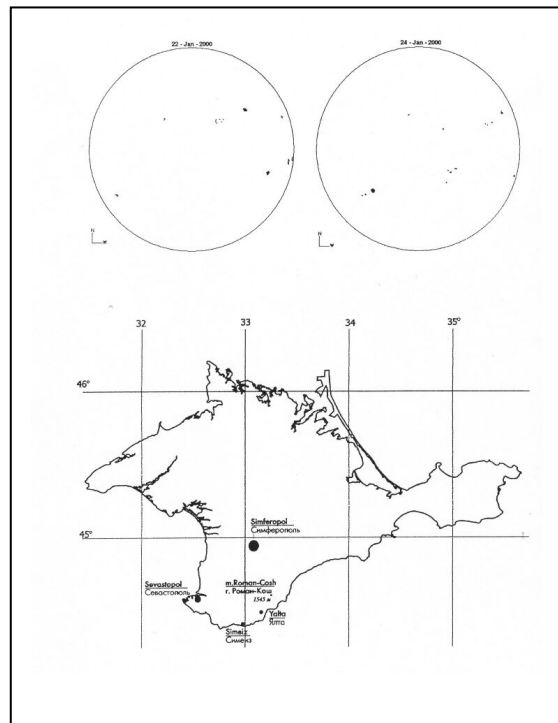 22 - Jan - 2000
24 - Jan - 2000
N
W
N
W
32
33
34
35°
46°
45°
Simferopol
Симферополь
Sevastopol
Севастополь
m.Roman-Cosh
г. Роман-Кош
1545 м
Yalta
Ялта
Simeiz
Симеиз